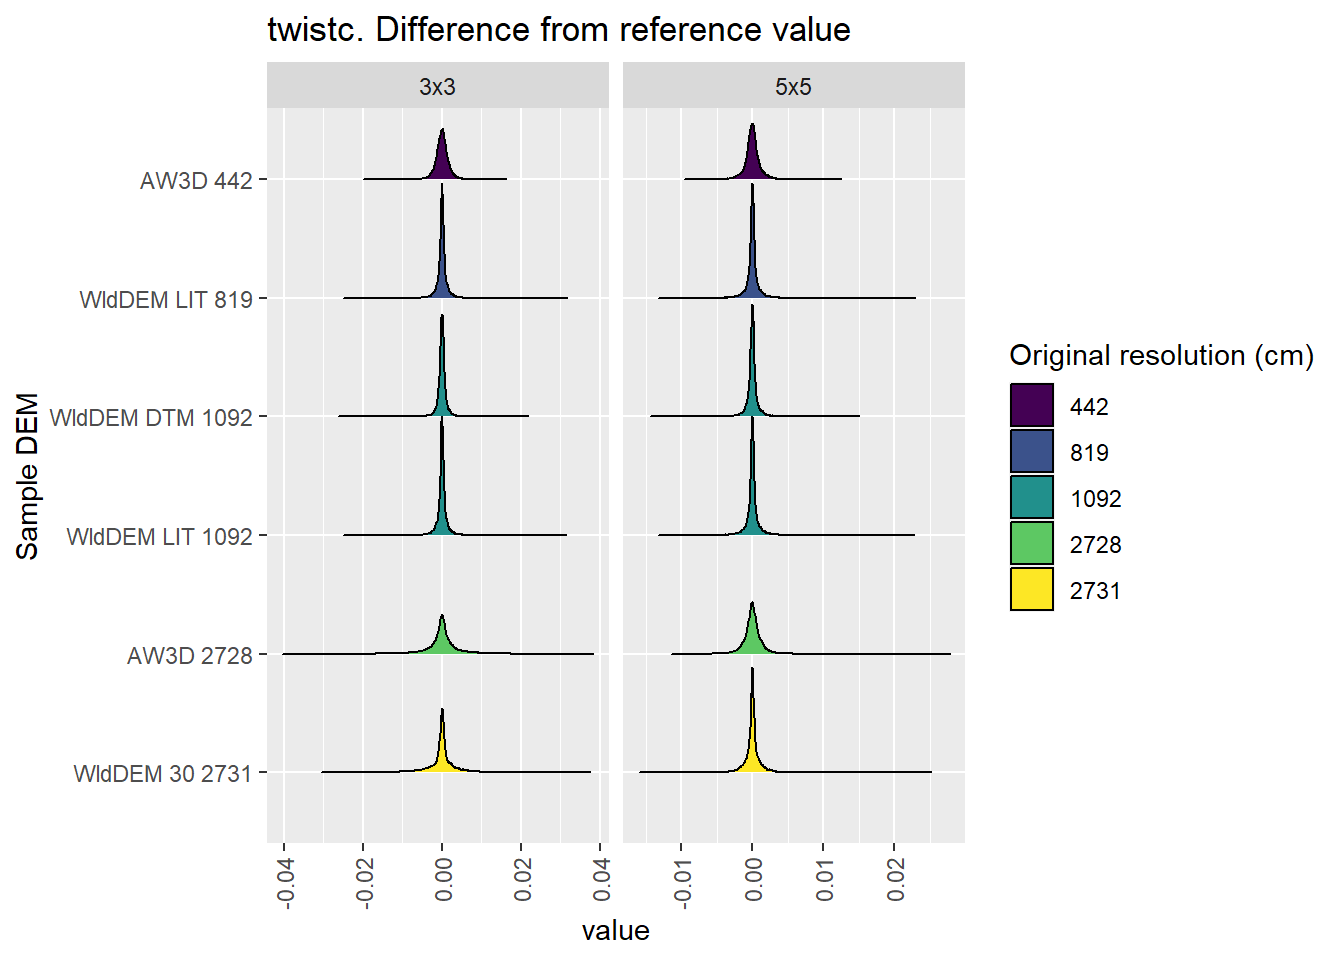 twistc. Difference from reference value
3x3
5x5
AW3D 442
WldDEM LIT 819
WldDEM DTM 1092
WldDEM LIT 1092
AW3D 2728
WldDEM 30 2731
Sample DEM
-0.04
-0.02
0.00
0.02
0.04
-0.01
0.00
0.01
0.02
value
Original resolution (cm)
442
819
1092
2728
2731